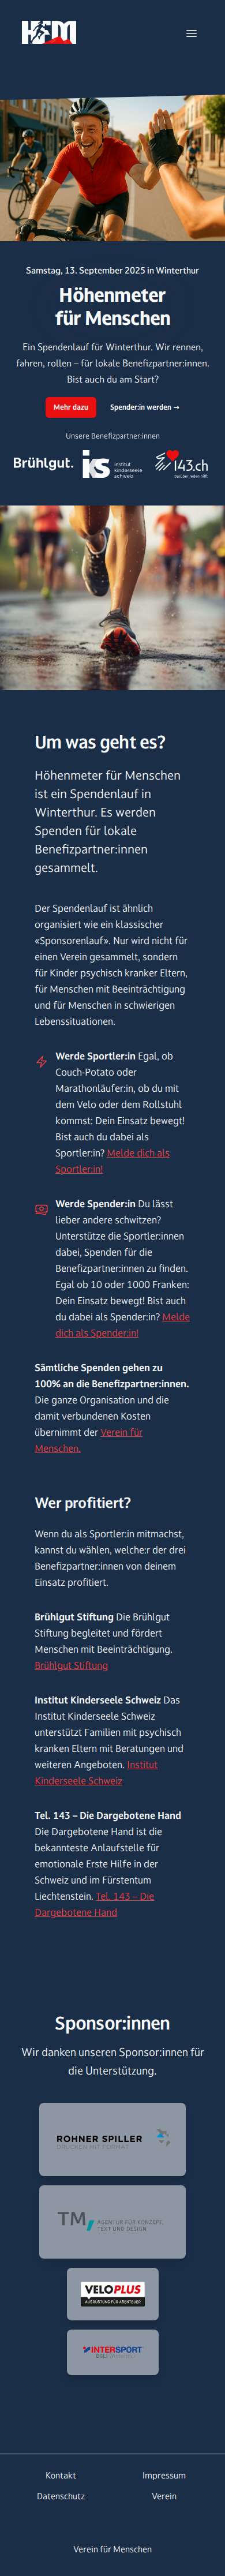 HFM
Samstag, 13. September 2025 in Winterthur
Höhenmeter
für Menschen
Ein Spendenlauf für Winterthur. Wir rennen,
fahren, rollen – für lokale Benefizpartner:innen.
Bist auch du am Start?
Mehr dazu
Spender:in werden →
Unsere Benefizpartner:innen
Brühlgut.
iks institut
kinderseele
schweiz
143.ch
Darüber reden hilft
Um was geht es?
Höhenmeter für Menschen
ist ein Spendenlauf in
Winterthur. Es werden
Spenden für lokale
Benefizpartner:innen
gesammelt.
Der Spendenlauf ist ähnlich
organisiert wie ein klassischer
«Sponsorenlauf». Nur wird nicht für
einen Verein gesammelt, sondern
für Kinder psychisch kranker Eltern,
für Menschen mit Beeinträchtigung
und für Menschen in schwierigen
Lebenssituationen.
Werde Sportler:in Egal, ob
Couch-Potato oder
Marathonläufer:in, ob du mit
dem Velo oder dem Rollstuhl
kommst: Dein Einsatz bewegt!
Bist auch du dabei als
Sportler:in? Melde dich als
Sportler:in!
Werde Spender:in Du lässt
lieber andere schwitzen?
Unterstütze die Sportler:innen
dabei, Spenden für die
Benefizpartner:innen zu finden.
Egal ob 10 oder 1000 Franken:
Dein Einsatz bewegt! Bist auch
du dabei als Spender:in? Melde
dich als Spender:in!
Sämtliche Spenden gehen zu
100% an die Benefizpartner:innen.
Die ganze Organisation und die
damit verbundenen Kosten
übernimmt der Verein für
Menschen.
Wer profitiert?
Wenn du als Sportler:in mitmachst,
kannst du wählen, welche:r der drei
Benefizpartner:innen von deinem
Einsatz profitiert.
Brühlgut Stiftung Die Brühlgut
Stiftung begleitet und fördert
Menschen mit Beeinträchtigung.
Brühlgut Stiftung
Institut Kinderseele Schweiz Das
Institut Kinderseele Schweiz
unterstützt Familien mit psychisch
kranken Eltern mit Beratungen und
weiteren Angeboten. Institut
Kinderseele Schweiz
Tel. 143 – Die Dargebotene Hand
Die Dargebotene Hand ist die
bekannteste Anlaufstelle für
emotionale Erste Hilfe in der
Schweiz und im Fürstentum
Liechtenstein. Tel. 143 – Die
Dargebotene Hand
Sponsor:innen
Wir danken unseren Sponsor:innen für
die Unterstützung.
ROHNER SPILLER
DRUCKEN MIT FORMAT
TM AGENTUR FÜR KONZEPT,
TEXT UND DESIGN
VELOPLUS
AUSRÜSTUNG FÜR ABENTEUER
INTERSPORT
Kontakt
Impressum
Datenschutz
Verein
Verein für Menschen